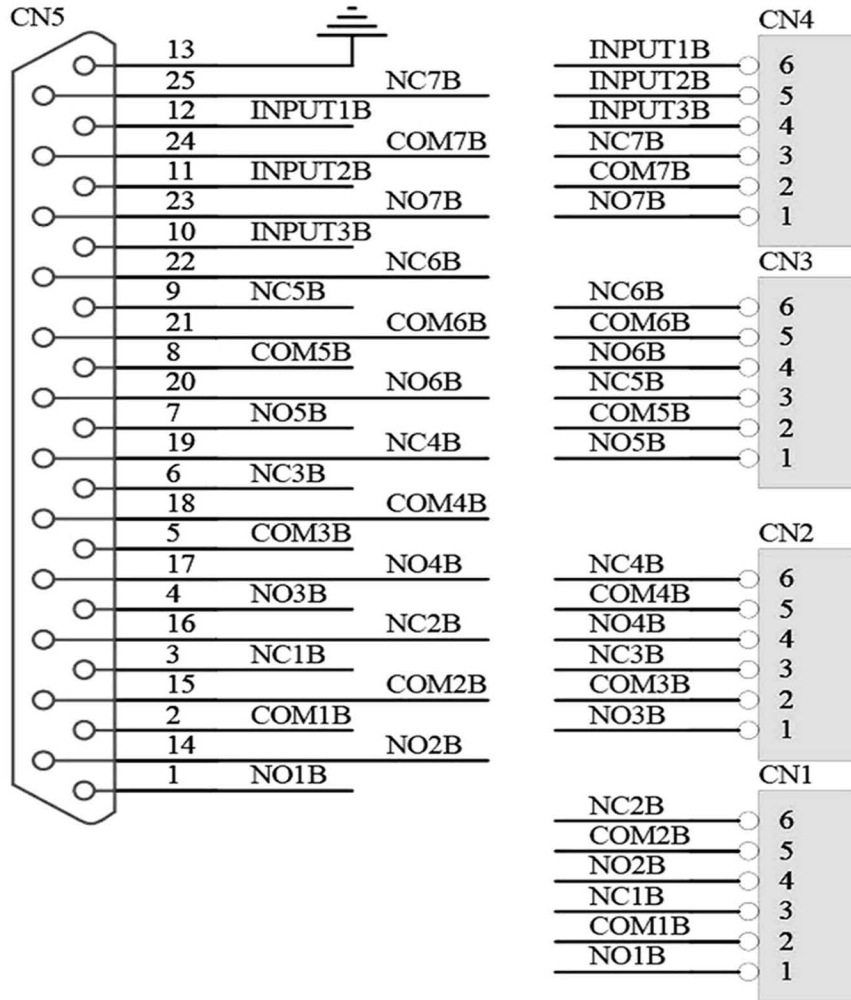 CN5
13
25 NC7B
12 INPUT1B
24 COM7B
11 INPUT2B
23 NO7B
10 INPUT3B
22 NC6B
9 NC5B
21 COM6B
8 COM5B
20 NO6B
7 NO5B
19 NC4B
6 NC3B
18 COM4B
5 COM3B
17 NO4B
4 NO3B
16 NC2B
3 NC1B
15 COM2B
2 COM1B
14 NO2B
1 NO1B
CN4
INPUT1B 6
INPUT2B 5
INPUT3B 4
NC7B 3
COM7B 2
NO7B 1
CN3
NC6B 6
COM6B 5
NO6B 4
NC5B 3
COM5B 2
NO5B 1
CN2
NC4B 6
COM4B 5
NO4B 4
NC3B 3
COM3B 2
NO3B 1
CN1
NC2B 6
COM2B 5
NO2B 4
NC1B 3
COM1B 2
NO1B 1